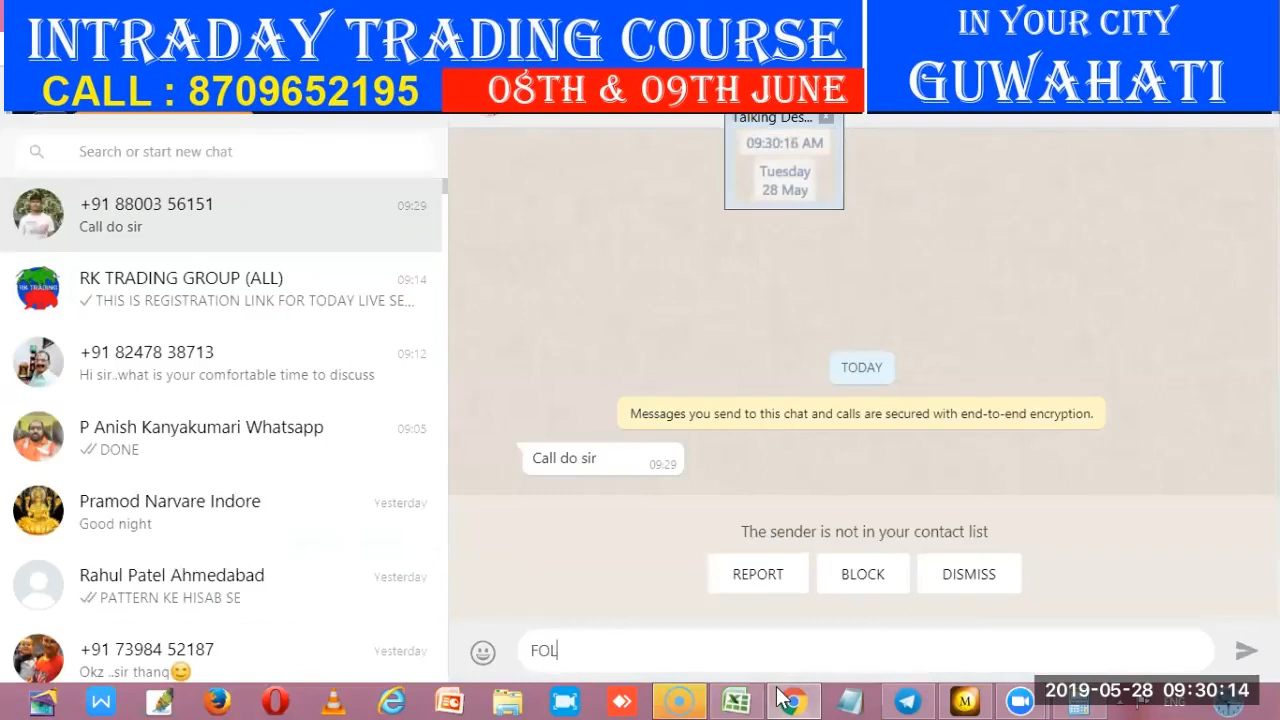 INTRADAY TRADING COURSE
CALL : 8709652195
08TH & 09TH JUNE
IN YOUR CITY
GUWAHATI
Talking Des...
09:30:16 AM
Tuesday
28 May
Search or start new chat
+91 88003 56151
09:29
Call do sir
RK TRADING GROUP (ALL)
09:14
THIS IS REGISTRATION LINK FOR TODAY LIVE SE...
+91 82478 38713
09:12
Hi sir..what is your comfortable time to discuss
P Anish Kanyakumari Whatsapp
09:05
DONE
Pramod Narvare Indore
Yesterday
Good night
Rahul Patel Ahmedabad
Yesterday
PATTERN KE HISAB SE
+91 73984 52187
Yesterday
Okz ..sir thanq
TODAY
Messages you send to this chat and calls are secured with end-to-end encryption.
Call do sir
09:29
The sender is not in your contact list
REPORT
BLOCK
DISMISS
FOL
2019-05-28 09:30:14